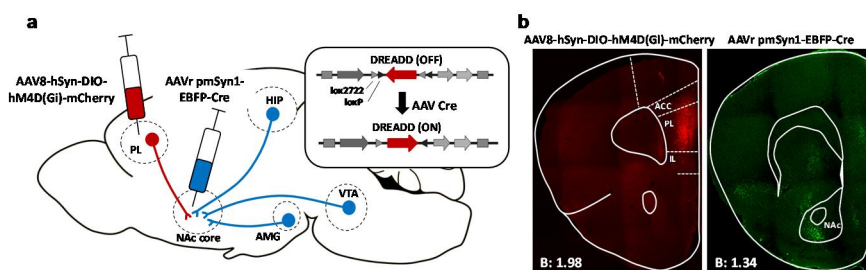 a
AAV8-hSyn-DIO-
hM4D(Gi)-mCherry
AAVr pmSyn1-
EBFP-Cre
HIP
PL
NAc core
AMG
VTA
DREADD (OFF)
lox2722
loxP
AAV Cre
DREADD (ON)
b
AAV8-hSyn-DIO-hM4D(GI)-mCherry
AAVr pmSyn1-EBFP-Cre
ACC
PL
IL
B: 1.98
NAc
B: 1.34